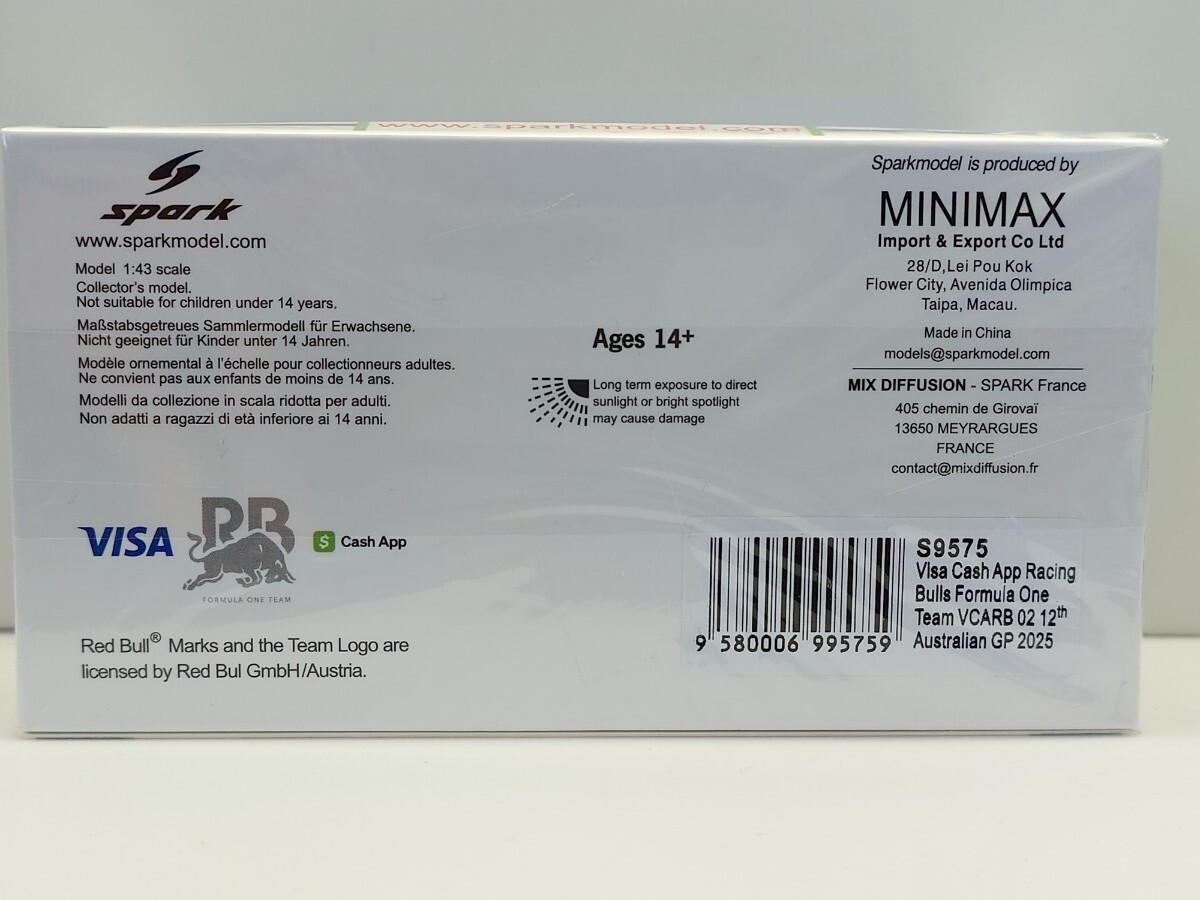 www.sparkmodel.com
spark
www.sparkmodel.com
Model 1:43 scale
Collector's model.
Not suitable for children under 14 years.
Maßstabsgetreues Sammlermodell für Erwachsene.
Nicht geeignet für Kinder unter 14 Jahren.
Modèle ornemental à l'échelle pour collectionneurs adultes.
Ne convient pas aux enfants de moins de 14 ans.
Modelli da collezione in scala ridotta per adulti.
Non adatti a ragazzi di età inferiore ai 14 anni.
Ages 14+
Long term exposure to direct
sunlight or bright spotlight
may cause damage
Sparkmodel is produced by
MINIMAX
Import & Export Co Ltd
28/D,Lei Pou Kok
Flower City, Avenida Olimpica
Taipa, Macau.
Made in China
models@sparkmodel.com
MIX DIFFUSION - SPARK France
405 chemin de Girovaï
13650 MEYRARGUES
FRANCE
contact@mixdiffusion.fr
VISA
RB
FORMULA ONE TEAM
$ Cash App
Red Bull® Marks and the Team Logo are
licensed by Red Bul GmbH/Austria.
S9575
Visa Cash App Racing
Bulls Formula One
Team VCARB 02 12th
Australian GP 2025
9 580006 995759